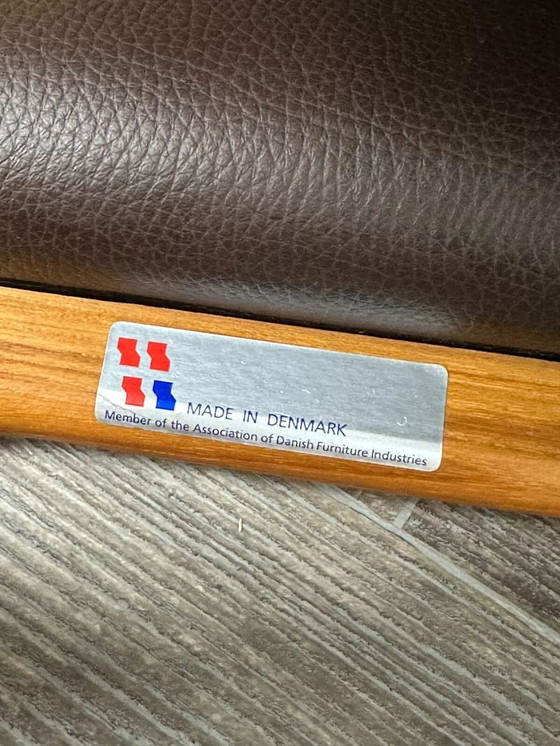 MADE IN DENMARK
Member of the Association of Danish Furniture Industries